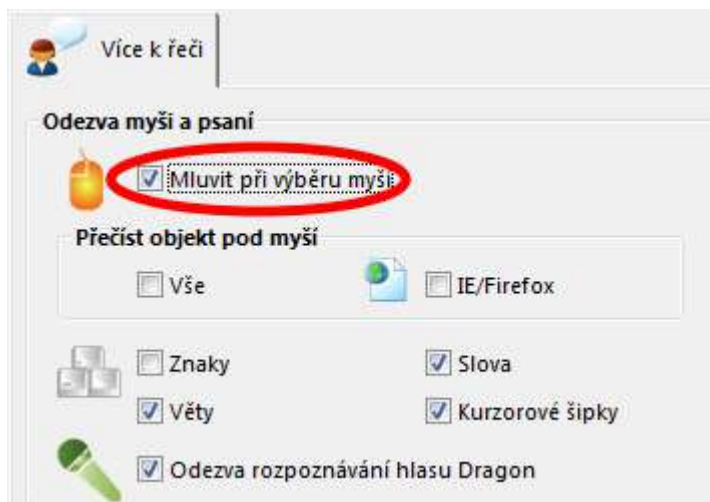 Více k řeči
Odezva myši a psaní
Mluvit při výběru myši
Přečíst objekt pod myší
Vše IE/Firefox
Znaky Slova
Věty Kurzorové šipky
Odezva rozpoznávání hlasu Dragon